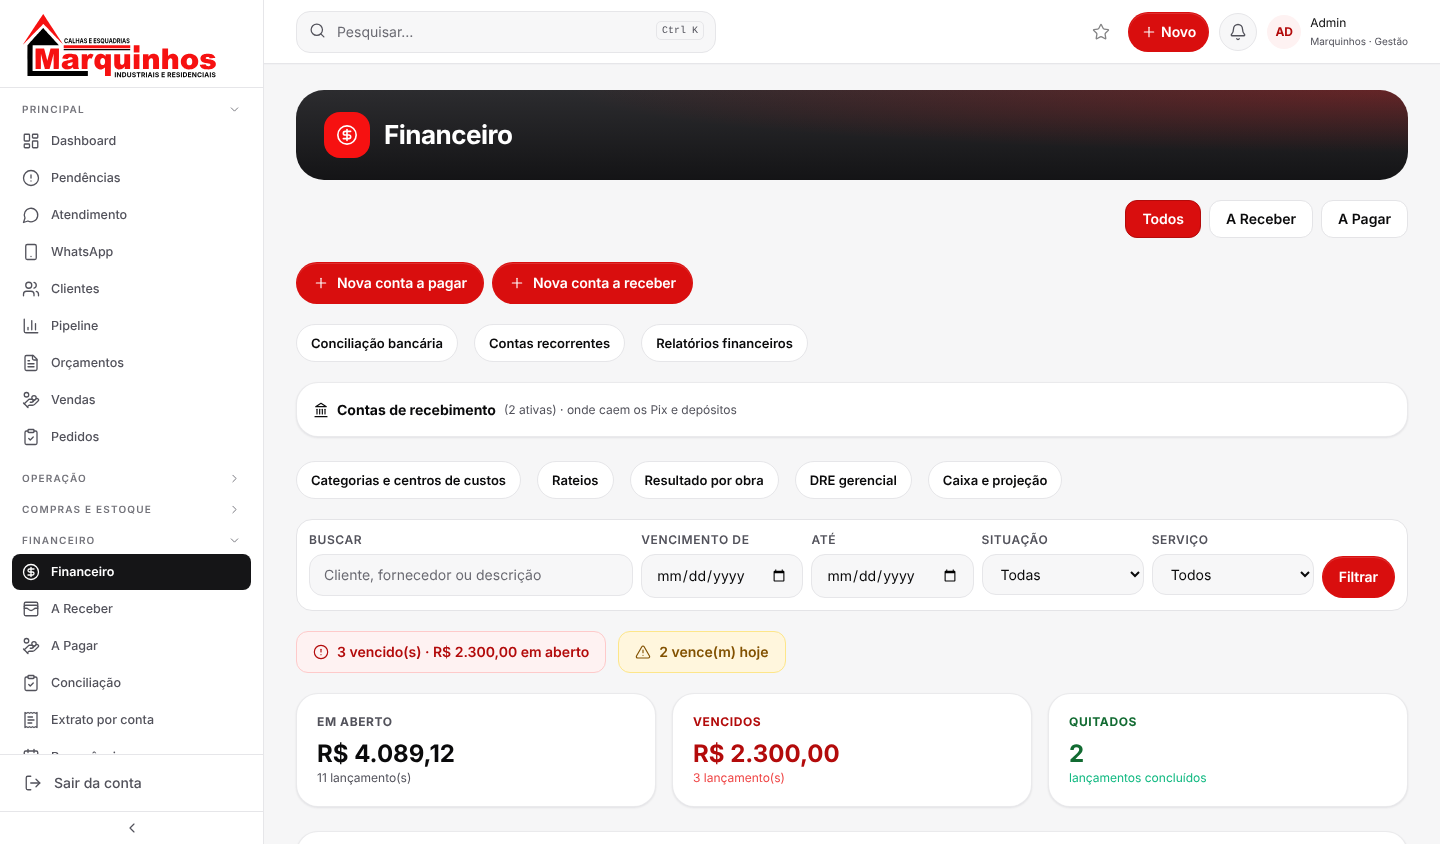 CALHAS E ESQUADRIAS
Marquinhos
INDUSTRIAIS E RESIDENCIAIS
Pesquisar...
Ctrl K
Novo
AD
Admin
Marquinhos · Gestão
PRINCIPAL
Dashboard
Pendências
Atendimento
WhatsApp
Clientes
Pipeline
Orçamentos
Vendas
Pedidos
OPERAÇÃO
COMPRAS E ESTOQUE
FINANCEIRO
Financeiro
A Receber
A Pagar
Conciliação
Extrato por conta
Sair da conta
Financeiro
Todos
A Receber
A Pagar
Nova conta a pagar
Nova conta a receber
Conciliação bancária
Contas recorrentes
Relatórios financeiros
Contas de recebimento (2 ativas) · onde caem os Pix e depósitos
Categorias e centros de custos
Rateios
Resultado por obra
DRE gerencial
Caixa e projeção
BUSCAR
VENCIMENTO DE
ATÉ
SITUAÇÃO
SERVIÇO
Cliente, fornecedor ou descrição
mm/dd/yyyy
mm/dd/yyyy
Todas
Todos
Filtrar
3 vencido(s) · R$ 2.300,00 em aberto
2 vence(m) hoje
EM ABERTO
R$ 4.089,12
11 lançamento(s)
VENCIDOS
R$ 2.300,00
3 lançamento(s)
QUITADOS
2
lançamentos concluídos